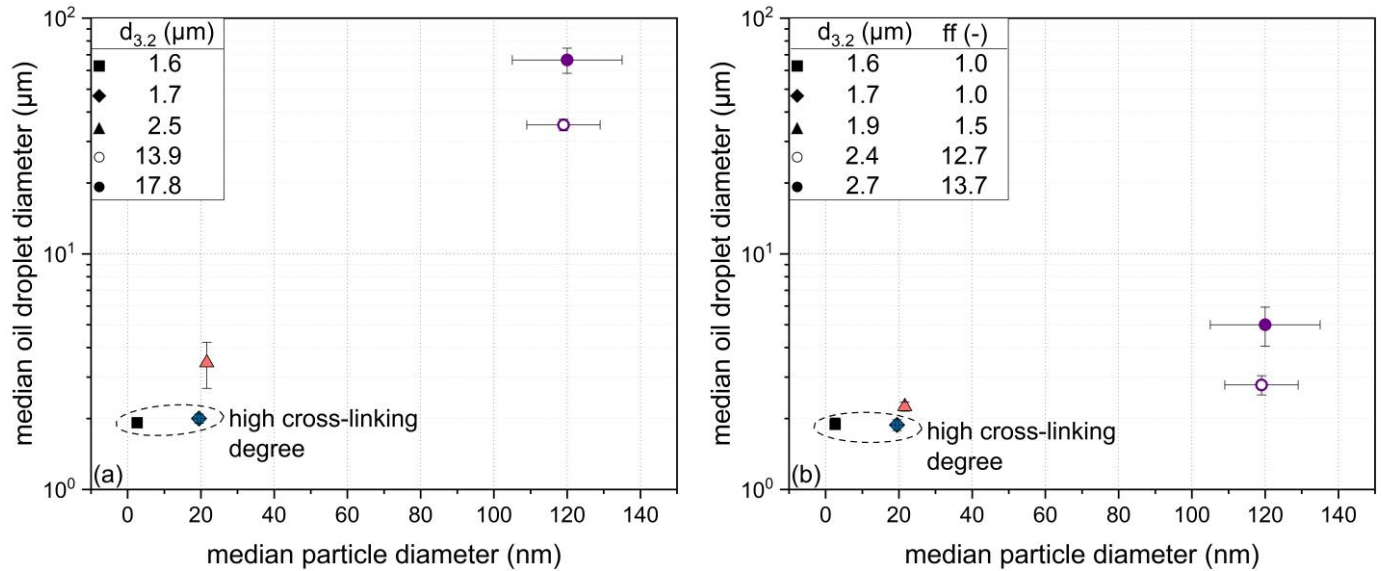 median oil droplet diameter (µm)
10²
10¹
10⁰
d₃.₂ (µm)
1.6
1.7
2.5
13.9
17.8
high cross-linking
degree
(a)
0 20 40 60 80 100 120 140
median particle diameter (nm)
median oil droplet diameter (µm)
10²
10¹
10⁰
d₃.₂ (µm) ff (-)
1.6 1.0
1.7 1.0
1.9 1.5
2.4 12.7
2.7 13.7
high cross-linking
degree
(b)
0 20 40 60 80 100 120 140
median particle diameter (nm)